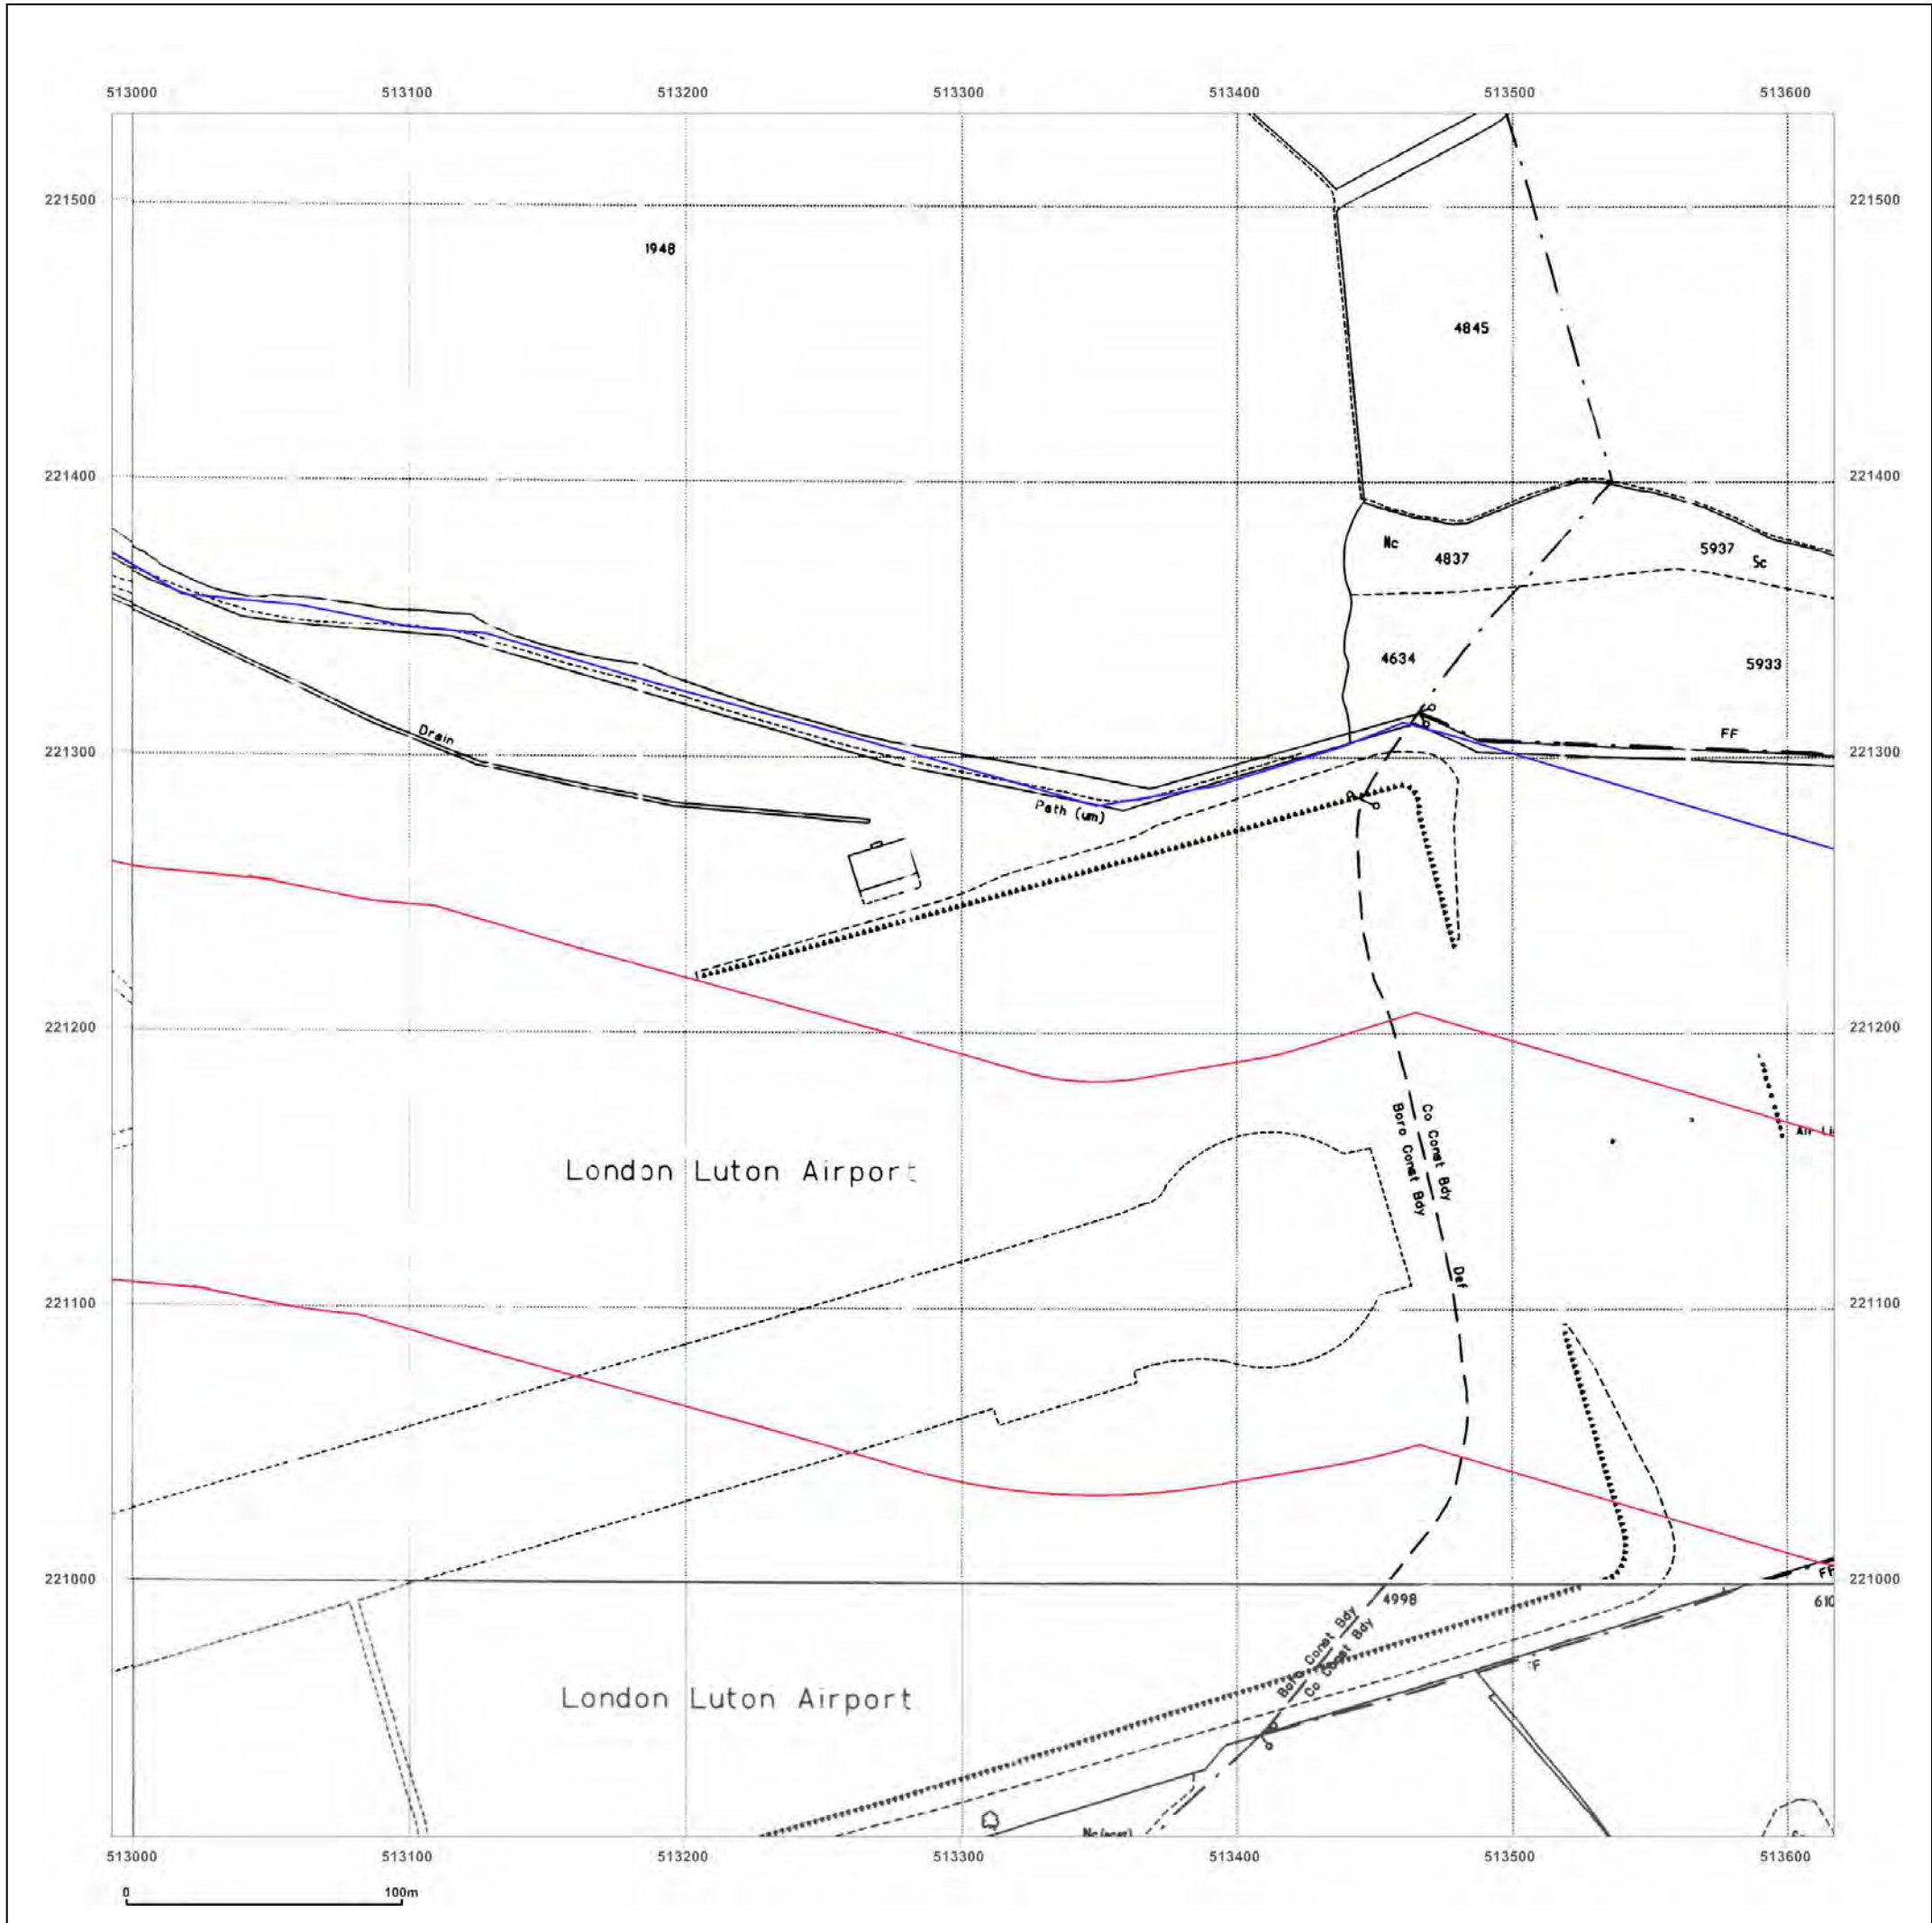 513000 513100 513200 513300 513400 513500 513600
221500 221500
1948
4845
221400 221400
Nc
4837
5937
Sc
4634
5933
Drain
FF
221300 221300
Path (um)
221200 221200
Co Const Bdy
Boro Const Bdy
London Luton Airport
Def
221100 221100
FF
221000 221000
4998
610
Boro Const Bdy
Co Const Bdy
London Luton Airport
513000 513100 513200 513300 513400 513500 513600
0 100m